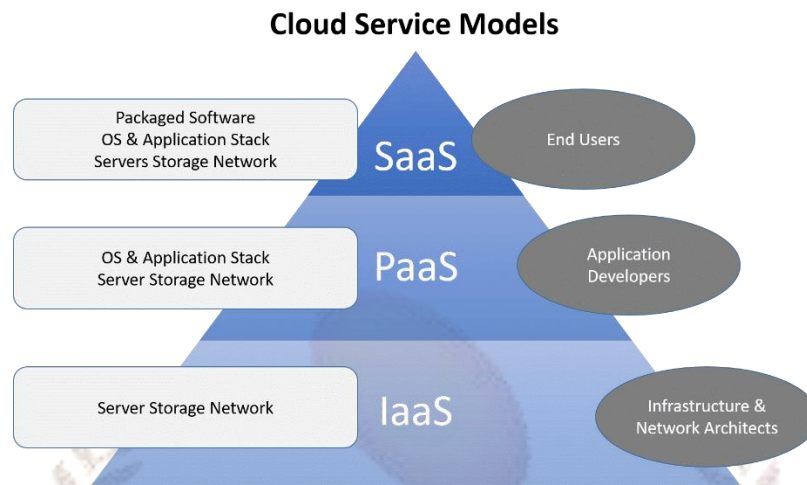 Cloud Service Models
Packaged Software
OS & Application Stack
Servers Storage Network
SaaS
End Users
OS & Application Stack
Server Storage Network
PaaS
Application
Developers
Server Storage Network
IaaS
Infrastructure &
Network Architects